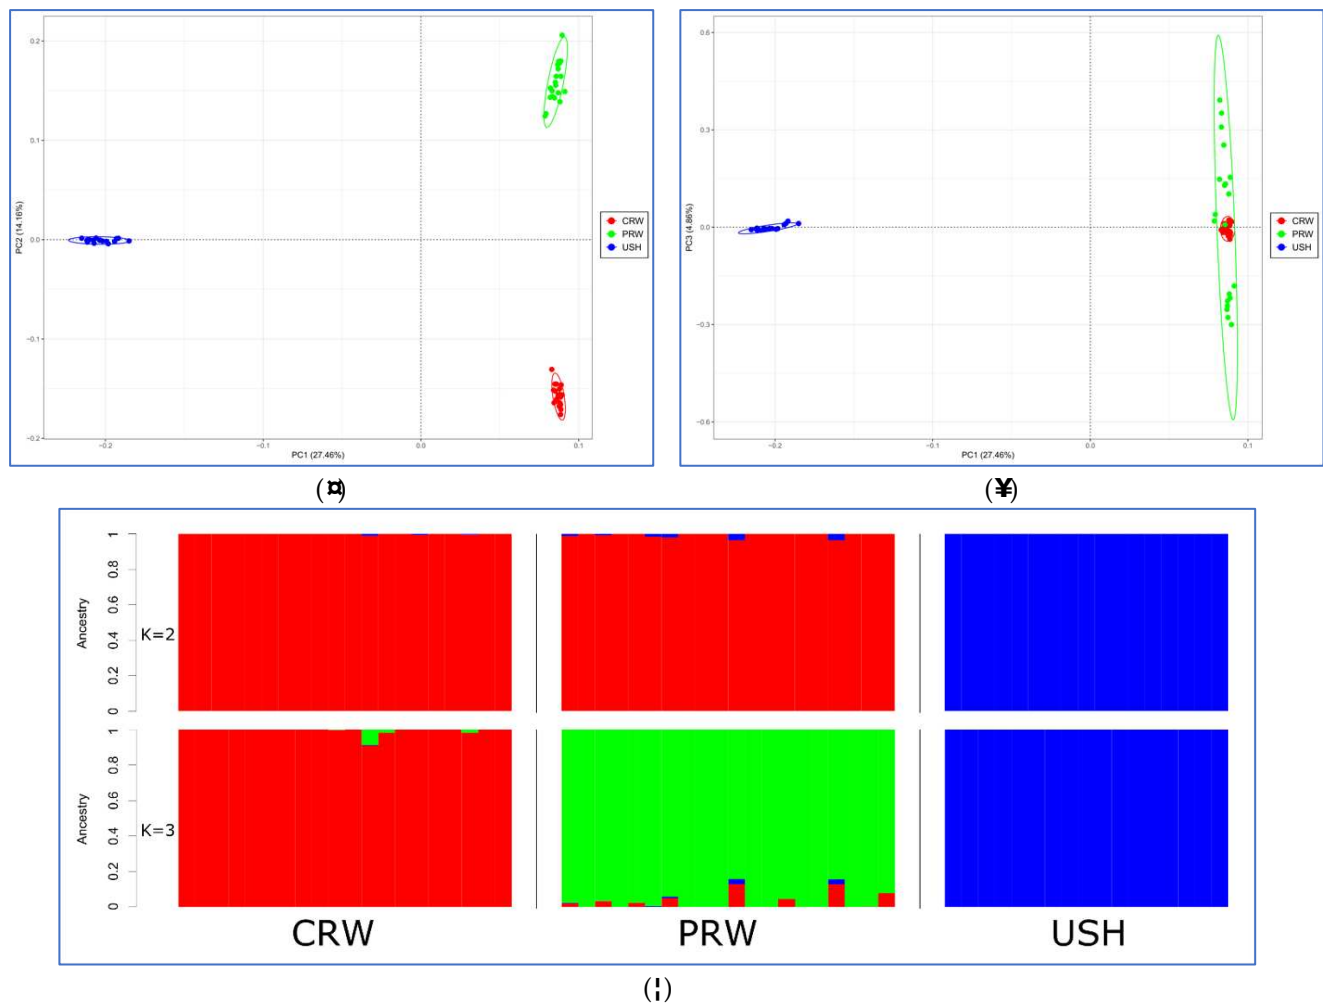 0.2
0.1
0.0
−0.1
−0.2
PC2 (14.16%)
−0.2 −0.1 0.0 0.1
PC1 (27.46%)
CRW
PRW
USH
(¤)
0.6
0.3
0.0
−0.3
−0.6
PC3 (4.86%)
−0.2 −0.1 0.0 0.1
PC1 (27.46%)
CRW
PRW
USH
(¥)
Ancestry
0 0.2 0.4 0.6 0.8 1
K=2
Ancestry
0 0.2 0.4 0.6 0.8 1
K=3
CRW PRW USH
(¦)